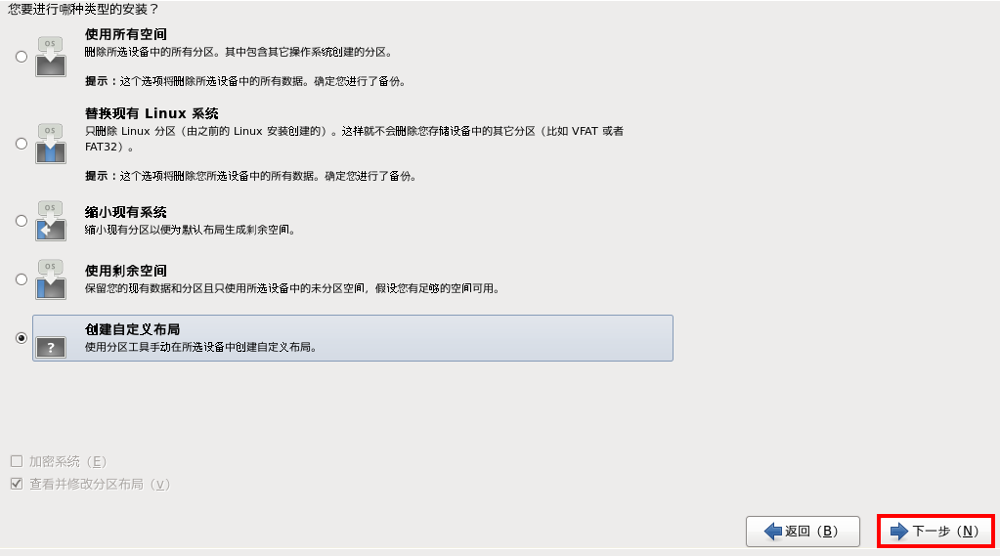 您要进行哪种类型的安装？
OS
使用所有空间
删除所选设备中的所有分区。其中包含其它操作系统创建的分区。
提示：这个选项将删除所选设备中的所有数据。确定您进行了备份。
OS
替换现有 Linux 系统
只删除 Linux 分区（由之前的 Linux 安装创建的）。这样就不会删除您存储设备中的其它分区（比如 VFAT 或者
FAT32）。
提示：这个选项将删除您所选设备中的所有数据。确定您进行了备份。
OS
缩小现有系统
缩小现有分区以便为默认布局生成剩余空间。
OS
使用剩余空间
保留您的现有数据和分区且只使用所选设备中的未分区空间，假设您有足够的空间可用。
?
创建自定义布局
使用分区工具手动在所选设备中创建自定义布局。
加密系统（E）
查看并修改分区布局（v）
返回（B）
下一步（N）